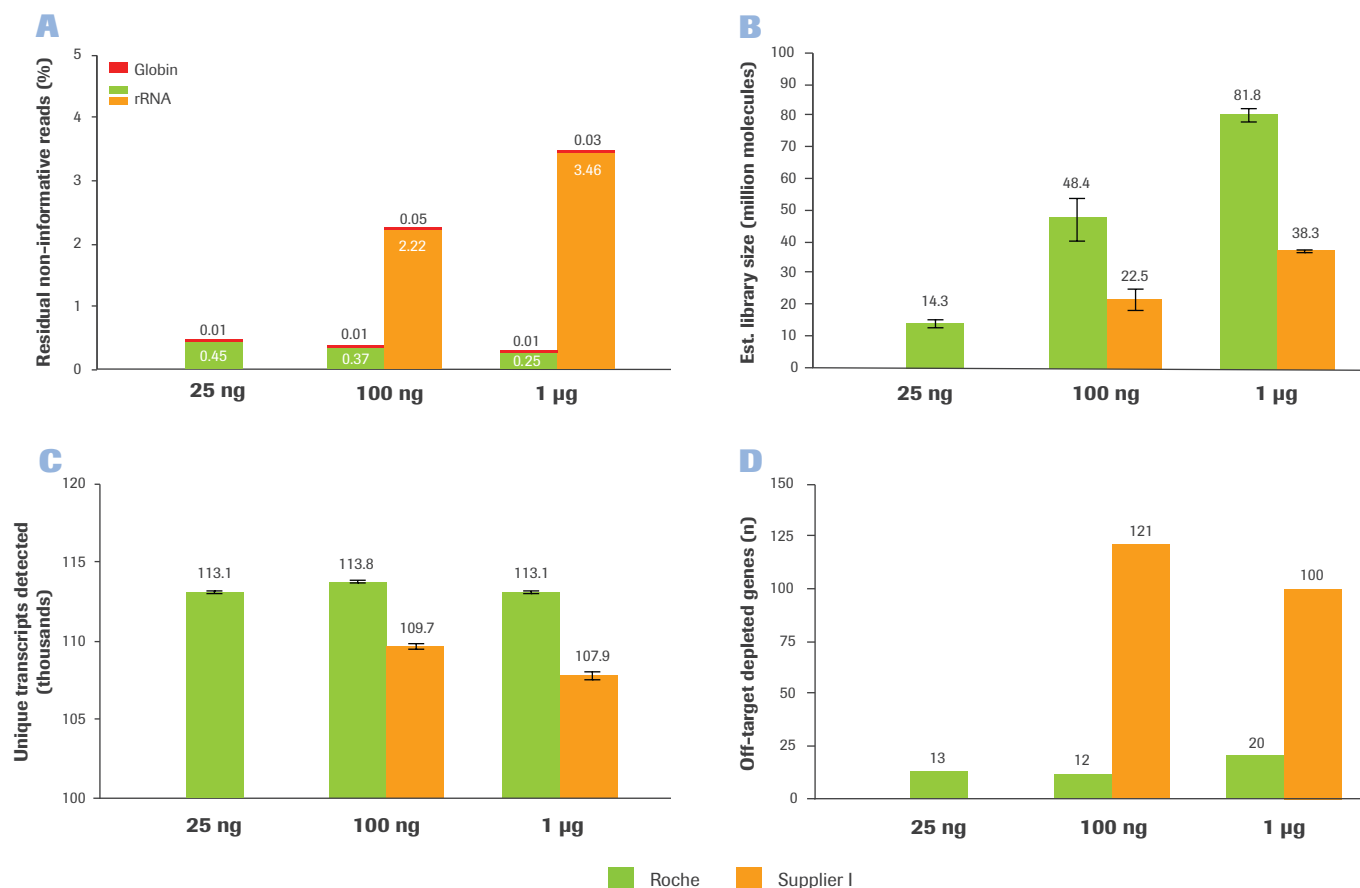 A
Residual non-informative reads (%)
5
4
3
2
1
0
Globin
rRNA
0.01
0.45
0.01
0.37
0.05
2.22
0.01
0.25
0.03
3.46
25 ng
100 ng
1 µg
B
Est. library size (million molecules)
100
90
80
70
60
50
40
30
20
10
0
14.3
48.4
22.5
81.8
38.3
25 ng
100 ng
1 µg
C
Unique transcripts detected
(thousands)
120
115
110
105
100
113.1
113.8
109.7
113.1
107.9
25 ng
100 ng
1 µg
D
Off-target depleted genes (n)
150
125
100
75
50
25
0
13
12
121
20
100
25 ng
100 ng
1 µg
Roche
Supplier I